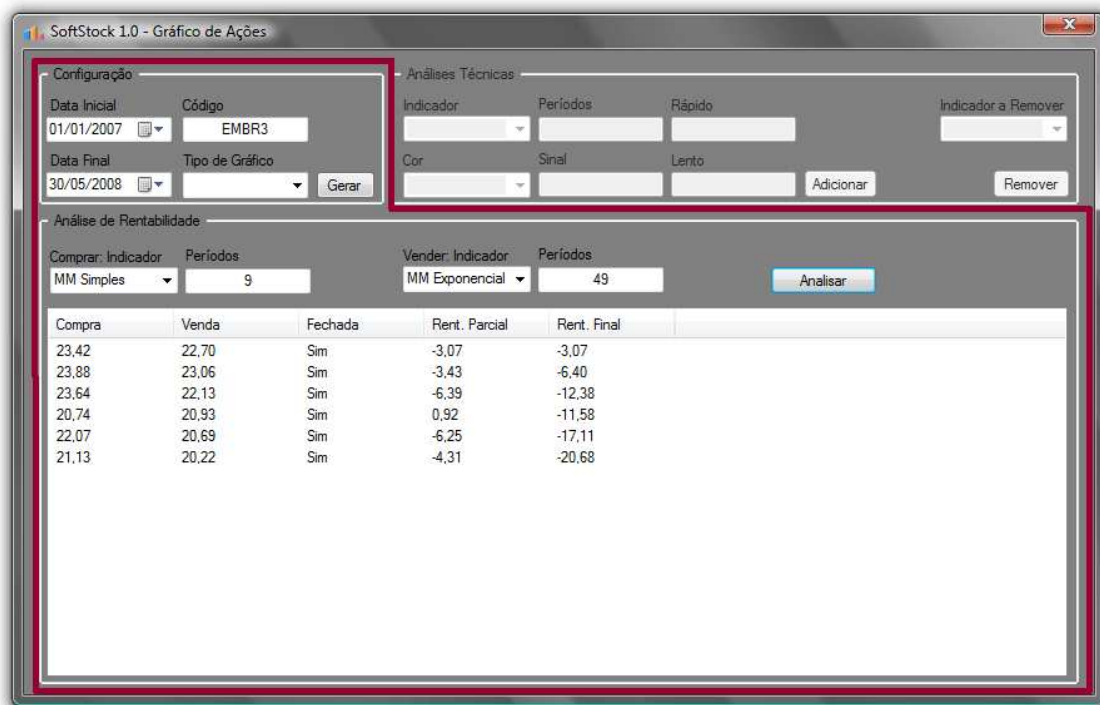 SoftStock 1.0 - Gráfico de Ações
Configuração
Data Inicial Código
01/01/2007 EMBR3
Data Final Tipo de Gráfico
30/05/2008 Gerar
Análises Técnicas
Indicador Períodos Rápido Indicador a Remover
Cor Sinal Lento
Adicionar Remover
Análise de Rentabilidade
Comprar: Indicador Períodos Vender: Indicador Períodos
MM Simples 9 MM Exponencial 49 Analisar
Compra Venda Fechada Rent. Parcial Rent. Final
23,42 22,70 Sim -3,07 -3,07
23,88 23,06 Sim -3,43 -6,40
23,64 22,13 Sim -6,39 -12,38
20,74 20,93 Sim 0,92 -11,58
22,07 20,69 Sim -6,25 -17,11
21,13 20,22 Sim -4,31 -20,68